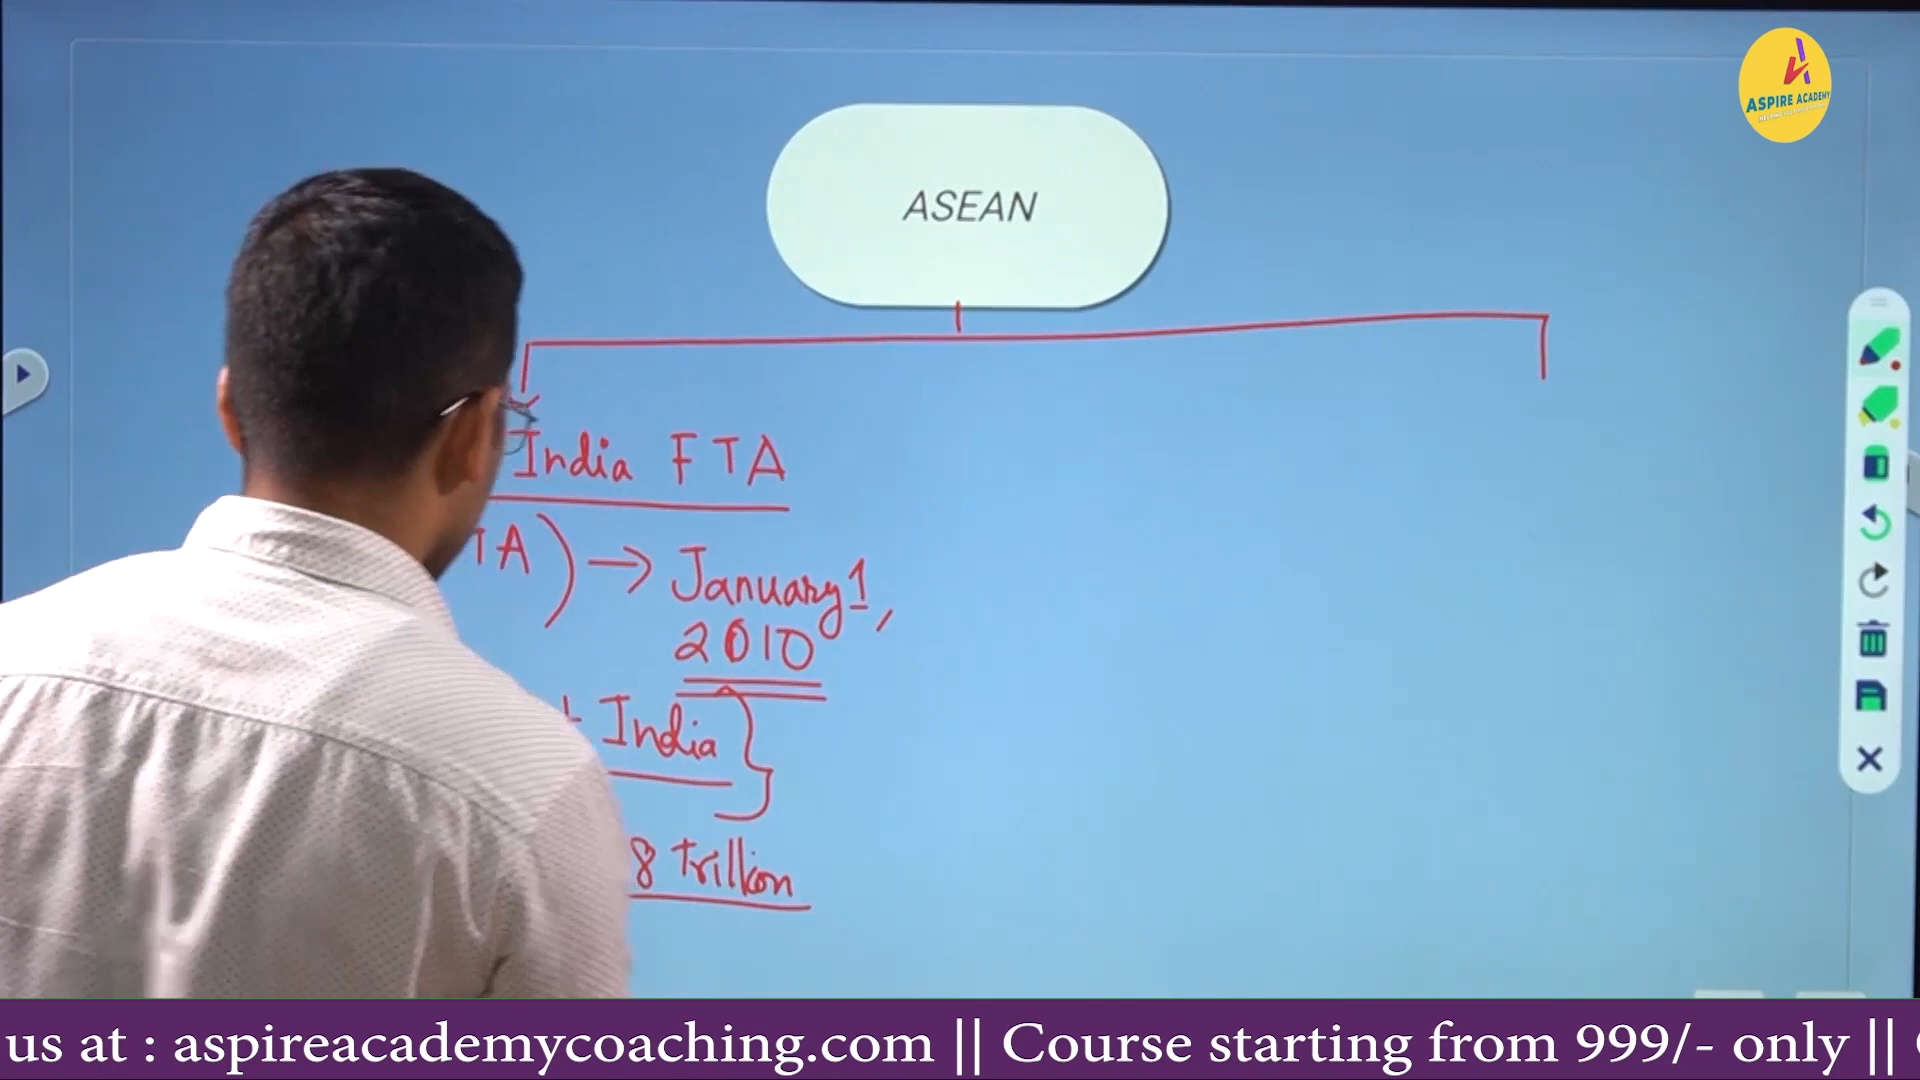 ASPIRE ACADEMY
ASEAN
India FTA
TA) → January 1,
2010
+ India }
8 trillion
us at : aspireacademycoaching.com || Course starting from 999/- only ||